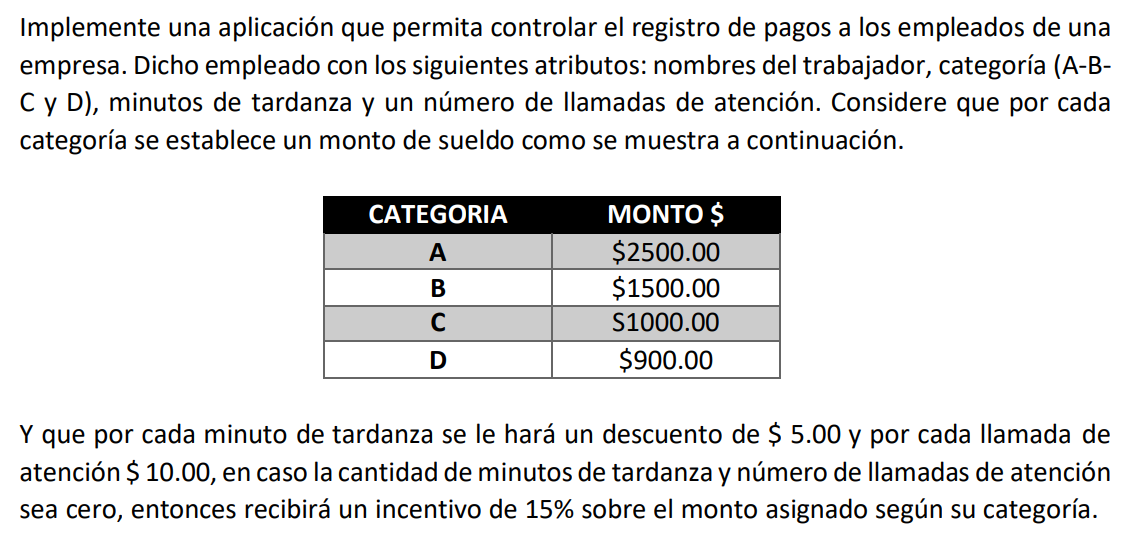 Implemente una aplicación que permita controlar el registro de pagos a los empleados de una
empresa. Dicho empleado con los siguientes atributos: nombres del trabajador, categoría (A-B-
C y D), minutos de tardanza y un número de llamadas de atención. Considere que por cada
categoría se establece un monto de sueldo como se muestra a continuación.
CATEGORIA MONTO $
A $2500.00
B $1500.00
C S1000.00
D $900.00
Y que por cada minuto de tardanza se le hará un descuento de $ 5.00 y por cada llamada de
atención $ 10.00, en caso la cantidad de minutos de tardanza y número de llamadas de atención
sea cero, entonces recibirá un incentivo de 15% sobre el monto asignado según su categoría.